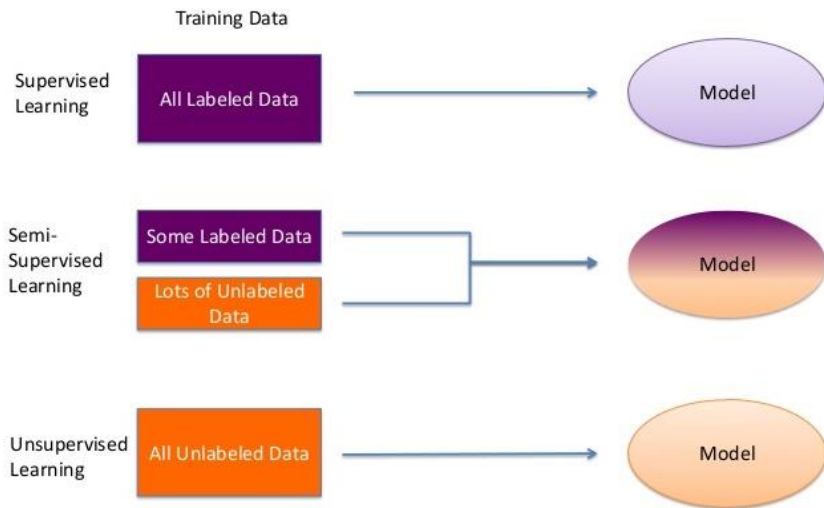 Training Data
Supervised
Learning
All Labeled Data
Model
Semi-
Supervised
Learning
Some Labeled Data
Lots of Unlabeled
Data
Model
Unsupervised
Learning
All Unlabeled Data
Model